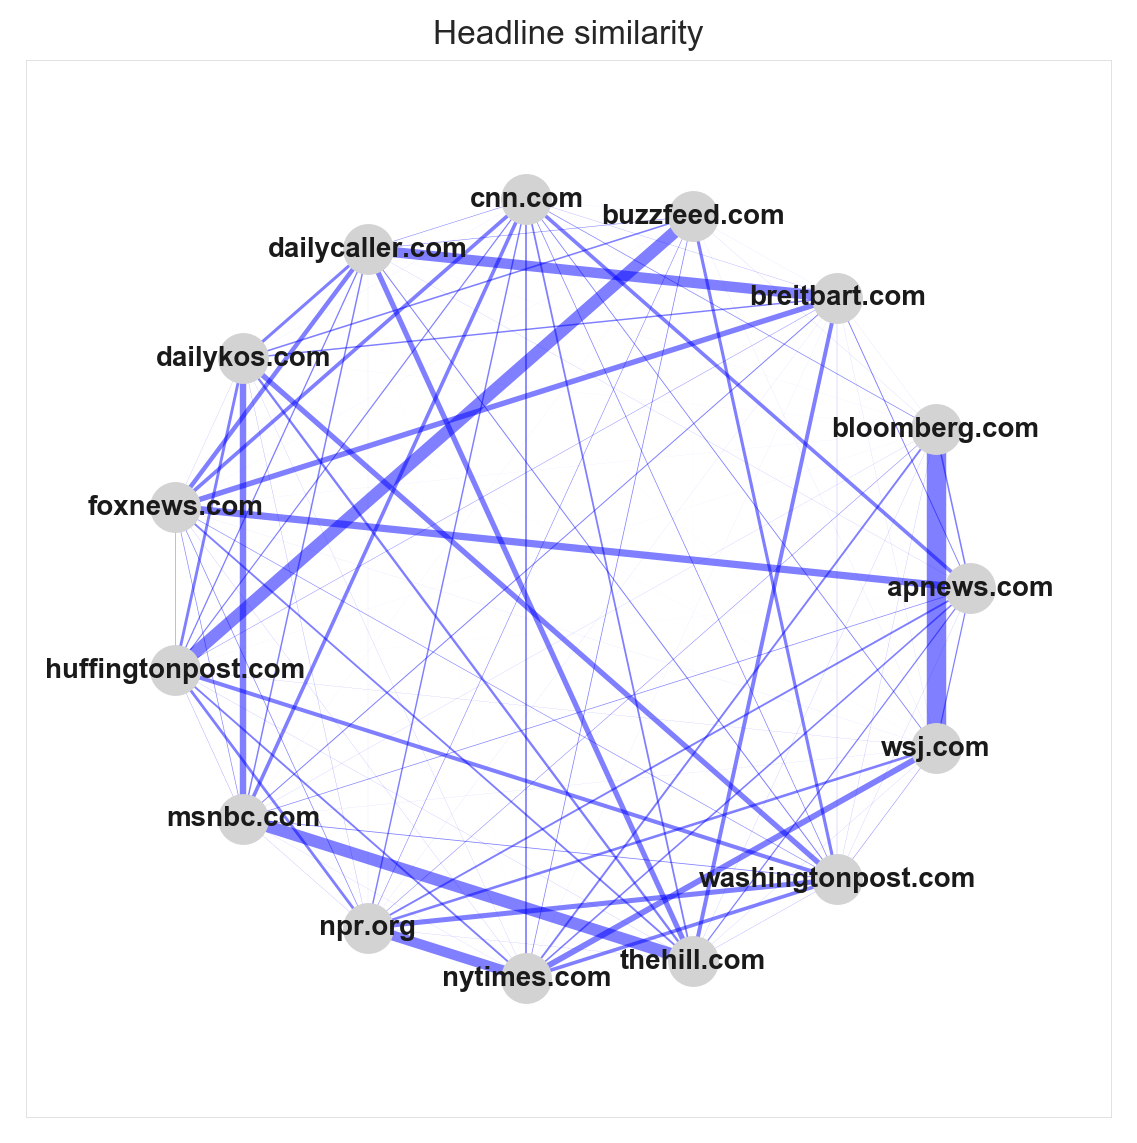 Headline similarity
cnn.com
buzzfeed.com
dailycaller.com
breitbart.com
dailykos.com
bloomberg.com
foxnews.com
apnews.com
huffingtonpost.com
wsj.com
msnbc.com
washingtonpost.com
npr.org
thehill.com
nytimes.com